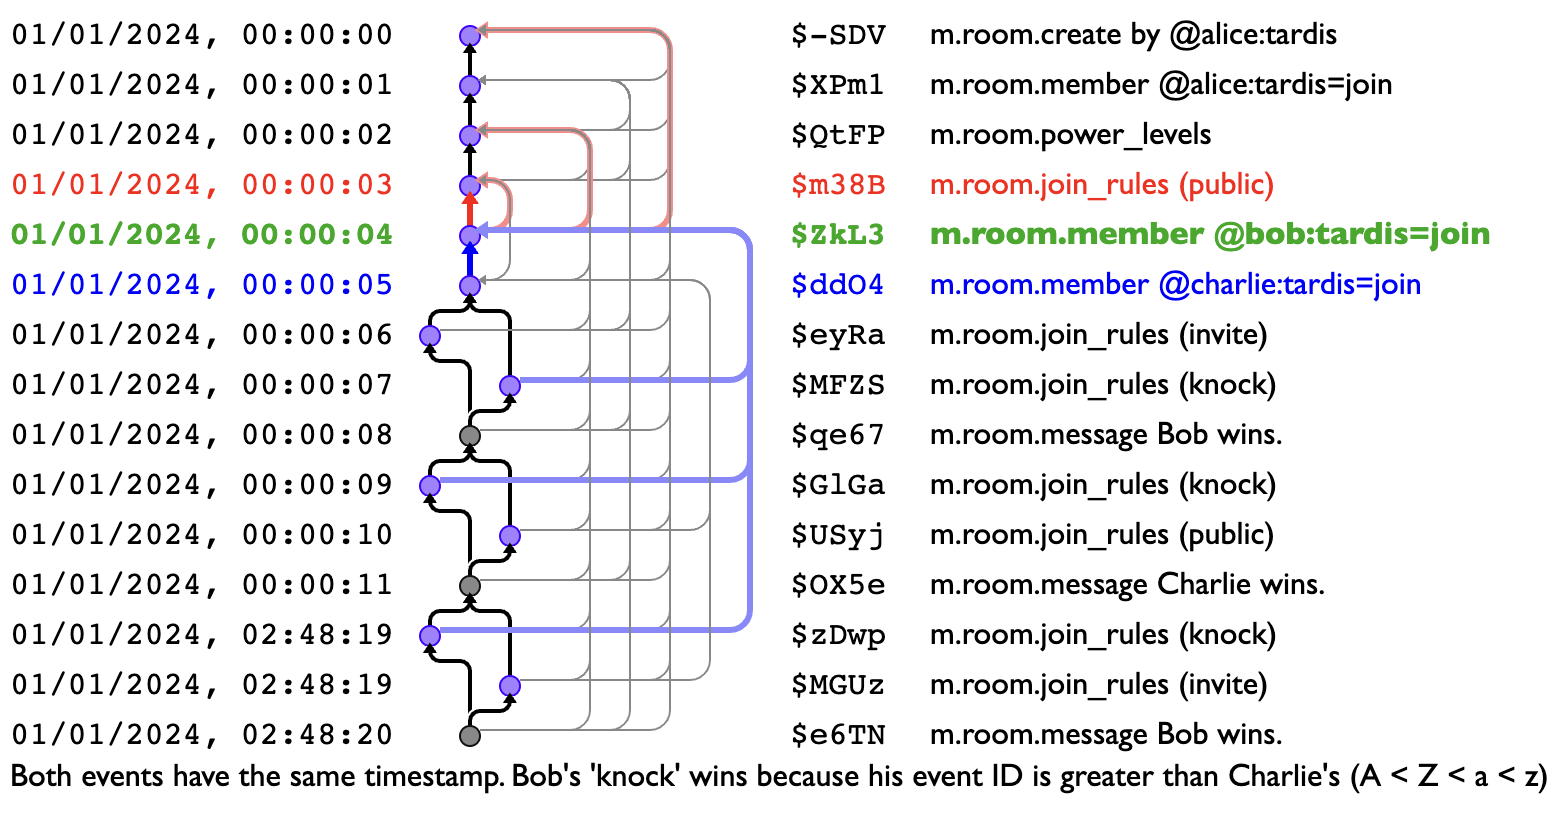 01/01/2024, 00:00:00 $-SDV m.room.create by @alice:tardis
01/01/2024, 00:00:01 $XPm1 m.room.member @alice:tardis=join
01/01/2024, 00:00:02 $QtFP m.room.power_levels
01/01/2024, 00:00:03 $m38B m.room.join_rules (public)
01/01/2024, 00:00:04 $ZkL3 m.room.member @bob:tardis=join
01/01/2024, 00:00:05 $ddO4 m.room.member @charlie:tardis=join
01/01/2024, 00:00:06 $eyRa m.room.join_rules (invite)
01/01/2024, 00:00:07 $MFZS m.room.join_rules (knock)
01/01/2024, 00:00:08 $qe67 m.room.message Bob wins.
01/01/2024, 00:00:09 $GlGa m.room.join_rules (knock)
01/01/2024, 00:00:10 $USyj m.room.join_rules (public)
01/01/2024, 00:00:11 $OX5e m.room.message Charlie wins.
01/01/2024, 02:48:19 $zDwp m.room.join_rules (knock)
01/01/2024, 02:48:19 $MGUz m.room.join_rules (invite)
01/01/2024, 02:48:20 $e6TN m.room.message Bob wins.
Both events have the same timestamp. Bob's 'knock' wins because his event ID is greater than Charlie's (A < Z < a < z)